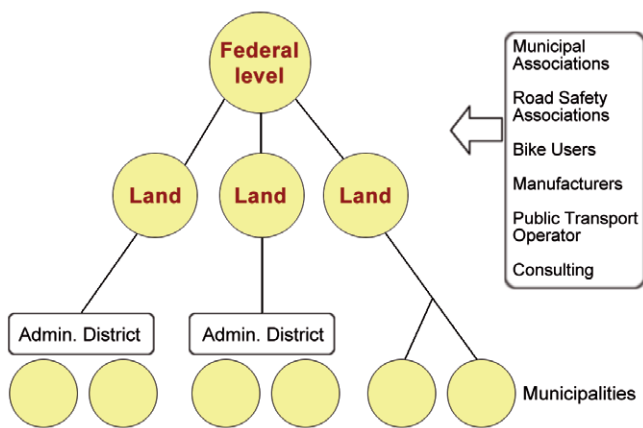 Federal
level
Land
Land
Land
Admin. District
Admin. District
Municipalities
Municipal
Associations
Road Safety
Associations
Bike Users
Manufacturers
Public Transport
Operator
Consulting